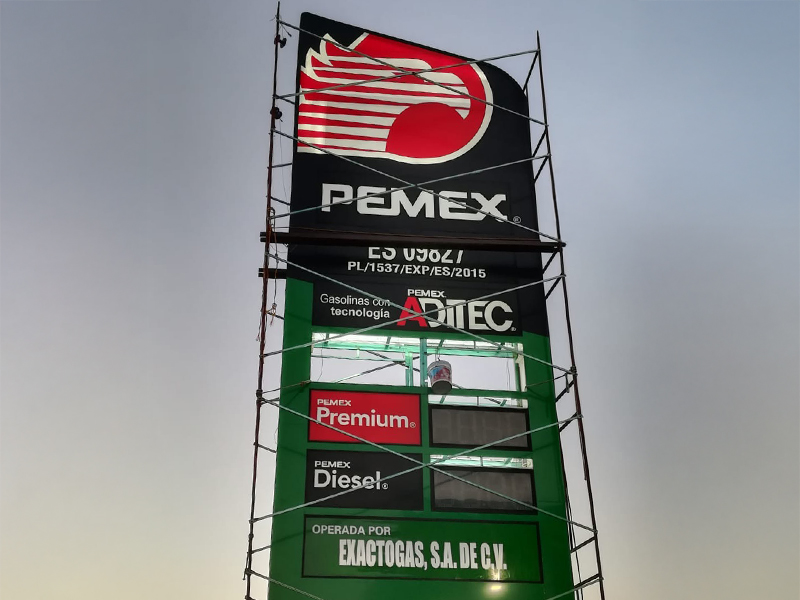 PEMEX®
ES 09827
PL/1537/EXP/ES/2015
Gasolinas con
tecnología
PEMEX
ADITEC®
PEMEX
Premium®
PEMEX
Diesel®
OPERADA POR
EXACTOGAS, S.A. DE C.V.